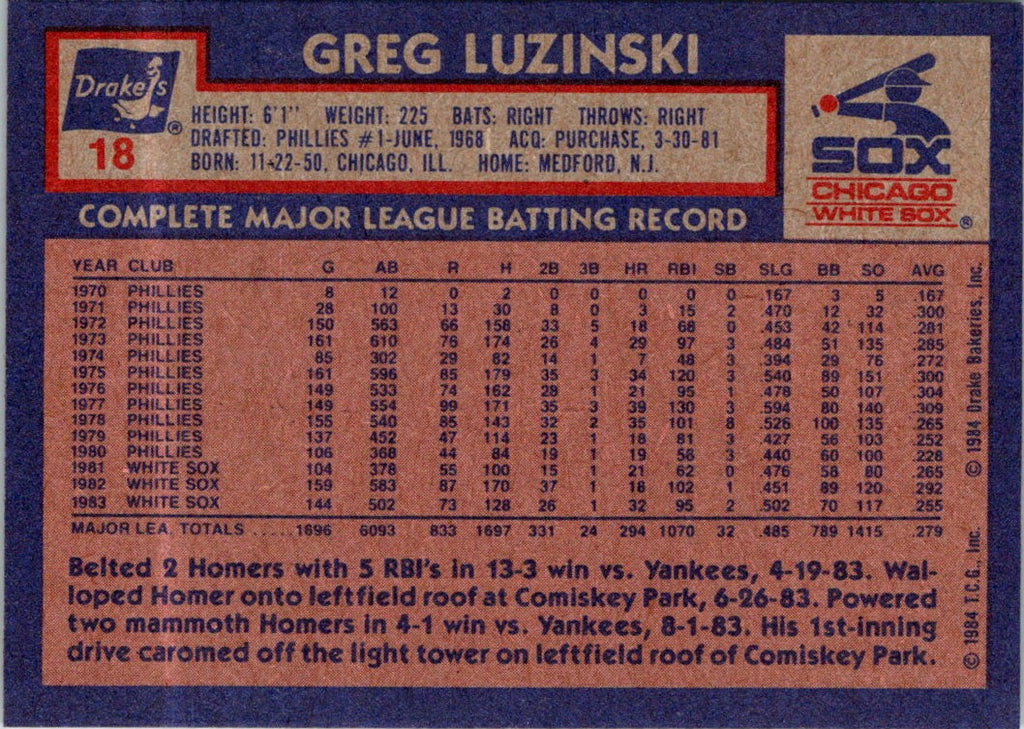 GREG LUZINSKI
Drake's ®
18
HEIGHT: 6'1" WEIGHT: 225 BATS: RIGHT THROWS: RIGHT
DRAFTED: PHILLIES #1-JUNE, 1968 ACQ: PURCHASE, 3-30-81
BORN: 11-22-50, CHICAGO, ILL. HOME: MEDFORD, N.J.
SOX
CHICAGO
WHITE SOX ®
COMPLETE MAJOR LEAGUE BATTING RECORD
YEAR CLUB G AB R H 2B 3B HR RBI SB SLG BB SO AVG
1970 PHILLIES 8 12 0 2 0 0 0 0 0 .167 3 5 .167
1971 PHILLIES 28 100 13 30 8 0 3 15 2 .470 12 32 .300
1972 PHILLIES 150 563 66 158 33 5 18 68 0 .453 42 114 .281
1973 PHILLIES 161 610 76 174 26 4 29 97 3 .484 51 135 .285
1974 PHILLIES 85 302 29 82 14 1 7 48 3 .394 29 76 .272
1975 PHILLIES 161 596 85 179 35 3 34 120 3 .540 89 151 .300
1976 PHILLIES 149 533 74 162 28 1 21 95 1 .478 50 107 .304
1977 PHILLIES 149 554 99 171 35 3 39 130 3 .594 80 140 .309
1978 PHILLIES 155 540 85 143 32 2 35 101 8 .526 100 135 .265
1979 PHILLIES 137 452 47 114 23 1 18 81 3 .427 56 103 .252
1980 PHILLIES 106 368 44 84 19 1 19 58 3 .440 60 100 .228
1981 WHITE SOX 104 378 55 100 15 1 21 62 0 .476 58 80 .265
1982 WHITE SOX 159 583 87 170 37 1 18 102 1 .451 89 120 .292
1983 WHITE SOX 144 502 73 128 26 1 32 95 2 .502 70 117 .255
MAJOR LEA. TOTALS ..... 1696 6093 833 1697 331 24 294 1070 32 .485 789 1415 .279
Belted 2 Homers with 5 RBI's in 13-3 win vs. Yankees, 4-19-83. Wal-
loped Homer onto leftfield roof at Comiskey Park, 6-26-83. Powered
two mammoth Homers in 4-1 win vs. Yankees, 8-1-83. His 1st-inning
drive caromed off the light tower on leftfield roof of Comiskey Park.
© 1984 T.C.G., Inc. © 1984 Drake Bakeries, Inc.